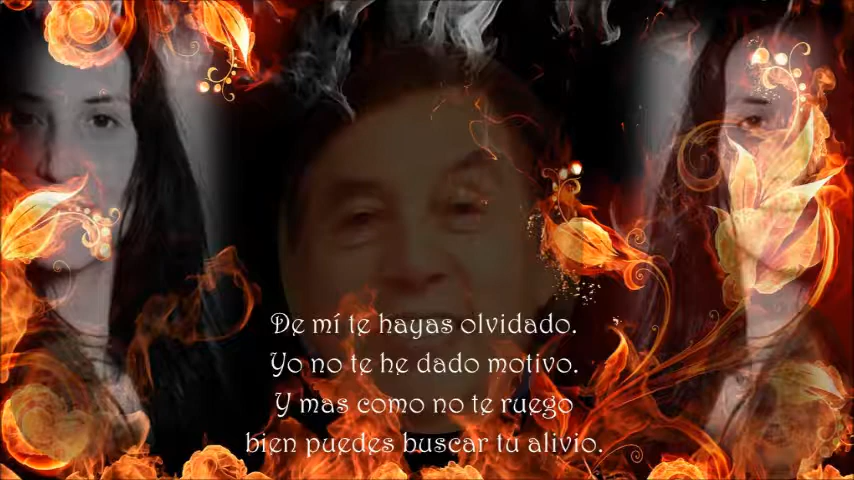 De mí te hayas olvidado.
Yo no te he dado motivo.
Y mas como no te ruego
bien puedes buscar tu alivio.